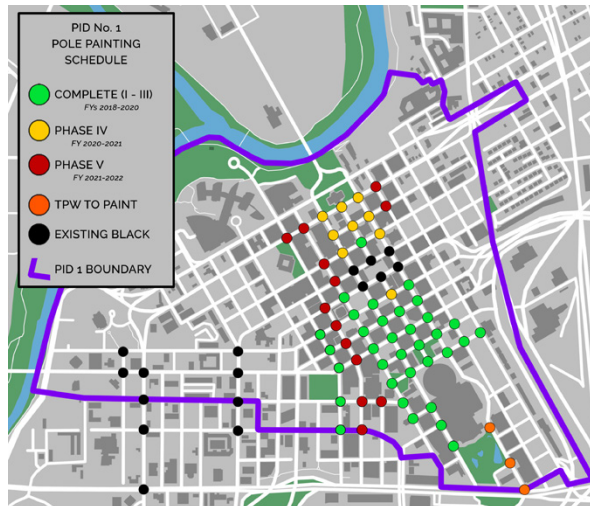 PID No. 1
POLE PAINTING
SCHEDULE
COMPLETE (I - III)
FYs 2018-2020
PHASE IV
FY 2020-2021
PHASE V
FY 2021-2022
TPW TO PAINT
EXISTING BLACK
PID 1 BOUNDARY